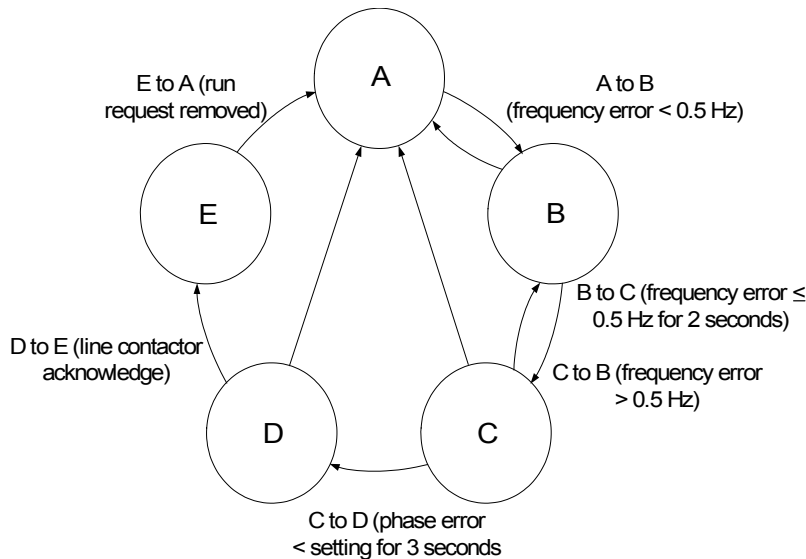 A
E to A (run
request removed)
A to B
(frequency error < 0.5 Hz)
E
B
B to C (frequency error ≤
0.5 Hz for 2 seconds)
D to E (line contactor
acknowledge)
C to B (frequency error
> 0.5 Hz)
D
C
C to D (phase error
< setting for 3 seconds